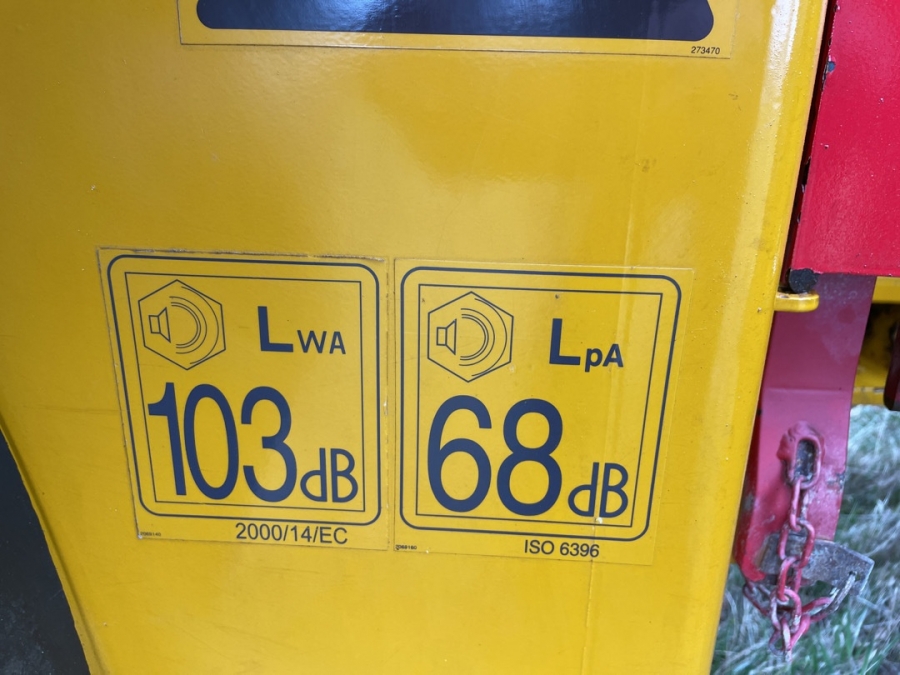 273470
LWA
103dB
2000/14/EC
LpA
68dB
ISO 6396